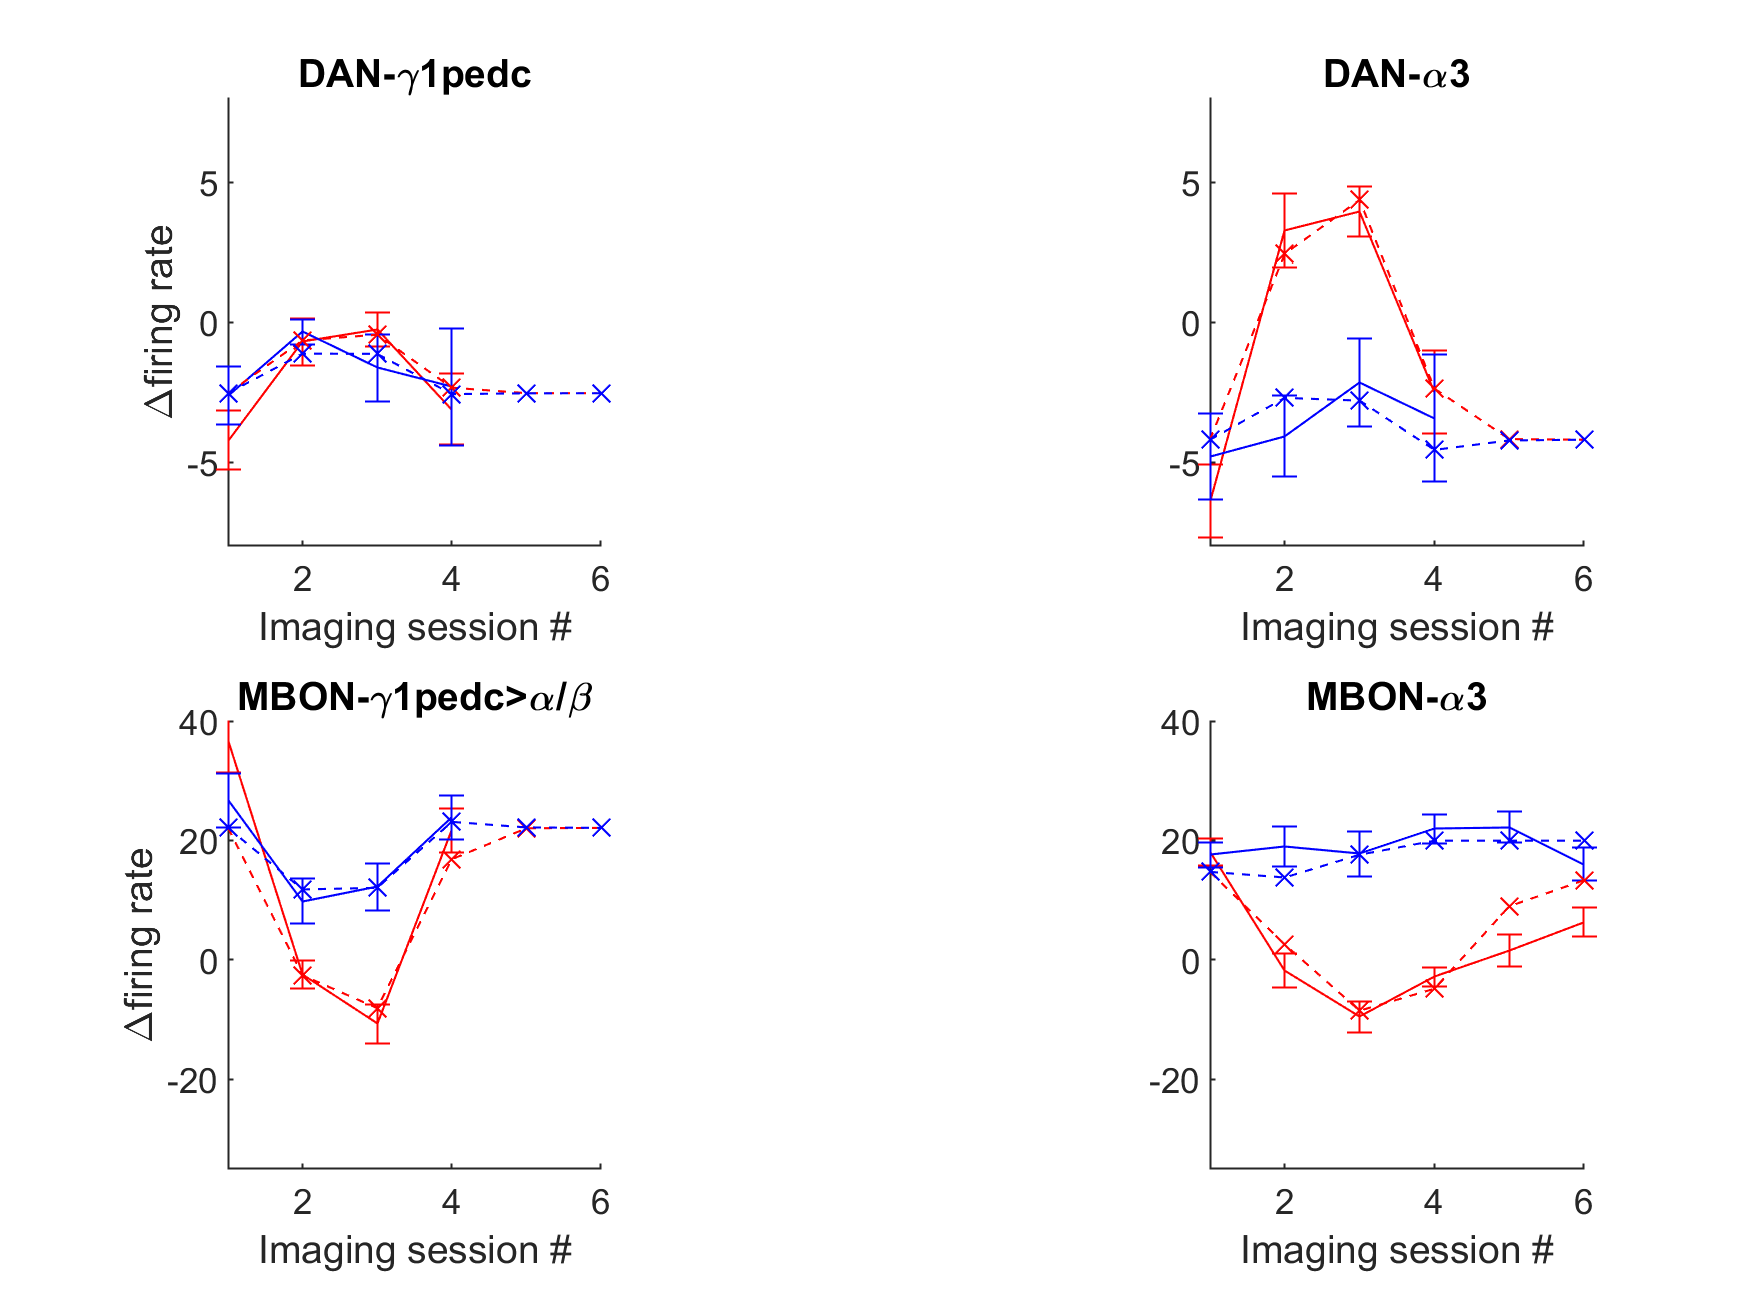 DAN-γ1pedc
5
0
-5
Δfiring rate
2 4 6
Imaging session #
DAN-α3
5
0
-5
2 4 6
Imaging session #
MBON-γ1pedc>α/β
40
20
0
-20
Δfiring rate
2 4 6
Imaging session #
MBON-α3
40
20
0
-20
2 4 6
Imaging session #